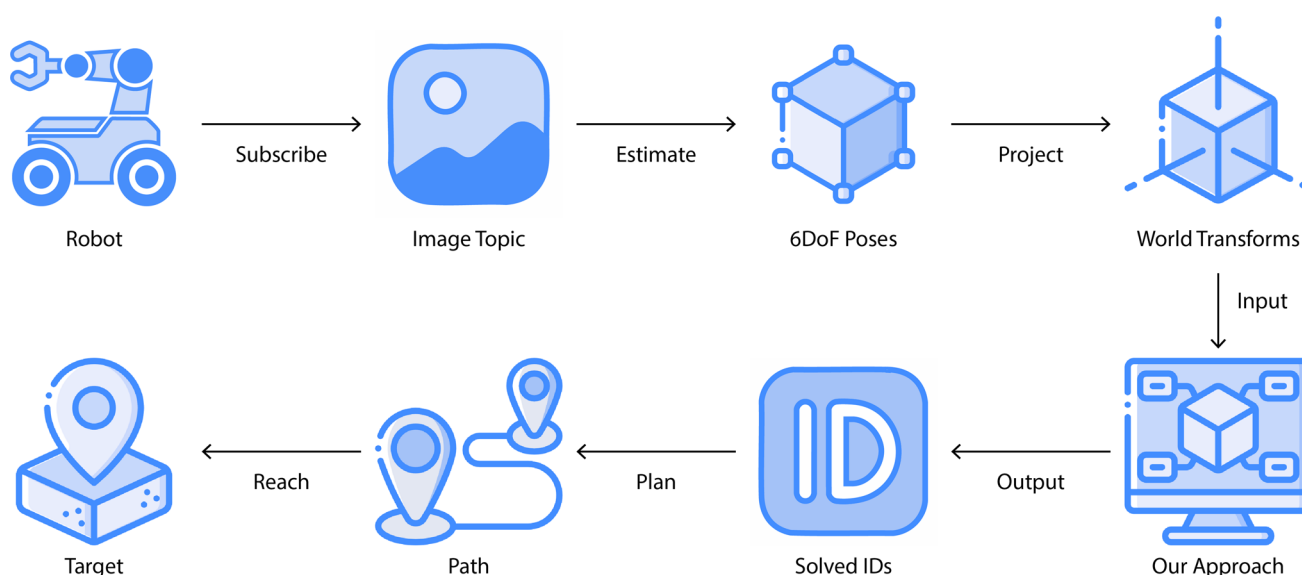 Subscribe
Estimate
Project
Robot
Image Topic
6DoF Poses
World Transforms
Input
ID
Reach
Plan
Output
Target
Path
Solved IDs
Our Approach